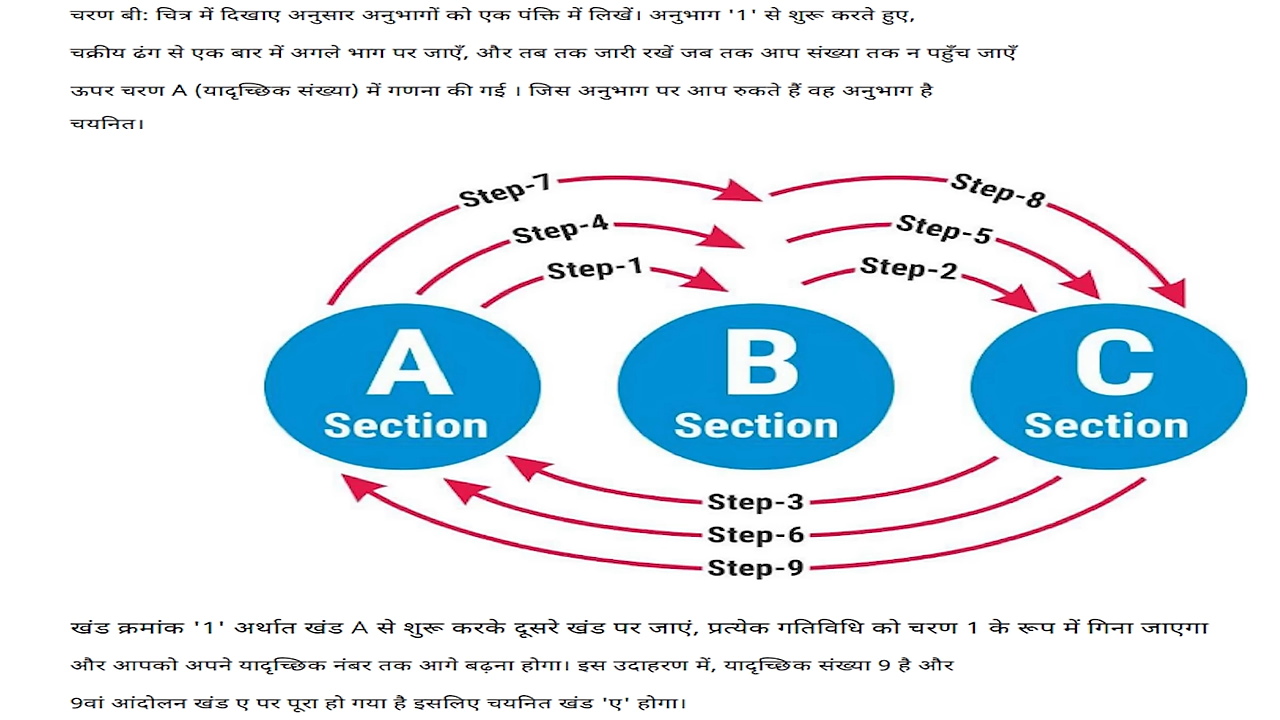 चरण बी: चित्र में दिखाए अनुसार अनुभागों को एक पंक्ति में लिखें। अनुभाग '1' से शुरू करते हुए,
चक्रीय ढंग से एक बार में अगले भाग पर जाएँ, और तब तक जारी रखें जब तक आप संख्या तक न पहुँच जाएँ
ऊपर चरण A (यादृच्छिक संख्या) में गणना की गई । जिस अनुभाग पर आप रुकते हैं वह अनुभाग है
चयनित।
Step-7
Step-8
Step-4
Step-5
Step-1
Step-2
A
Section
B
Section
C
Section
Step-3
Step-6
Step-9
खंड क्रमांक '1' अर्थात खंड A से शुरू करके दूसरे खंड पर जाएं, प्रत्येक गतिविधि को चरण 1 के रूप में गिना जाएगा
और आपको अपने यादृच्छिक नंबर तक आगे बढ़ना होगा। इस उदाहरण में, यादृच्छिक संख्या 9 है और
9वां आंदोलन खंड ए पर पूरा हो गया है इसलिए चयनित खंड 'ए' होगा।